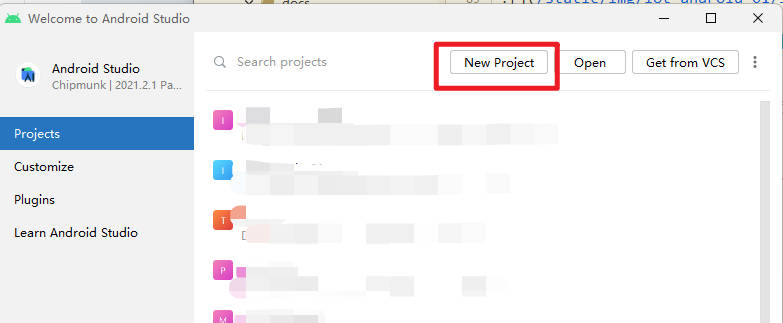 docs
Welcome to Android Studio
Android Studio
Chipmunk | 2021.2.1 Pa...
Search projects
New Project
Open
Get from VCS
Projects
Customize
Plugins
Learn Android Studio
I
I
T
P
M